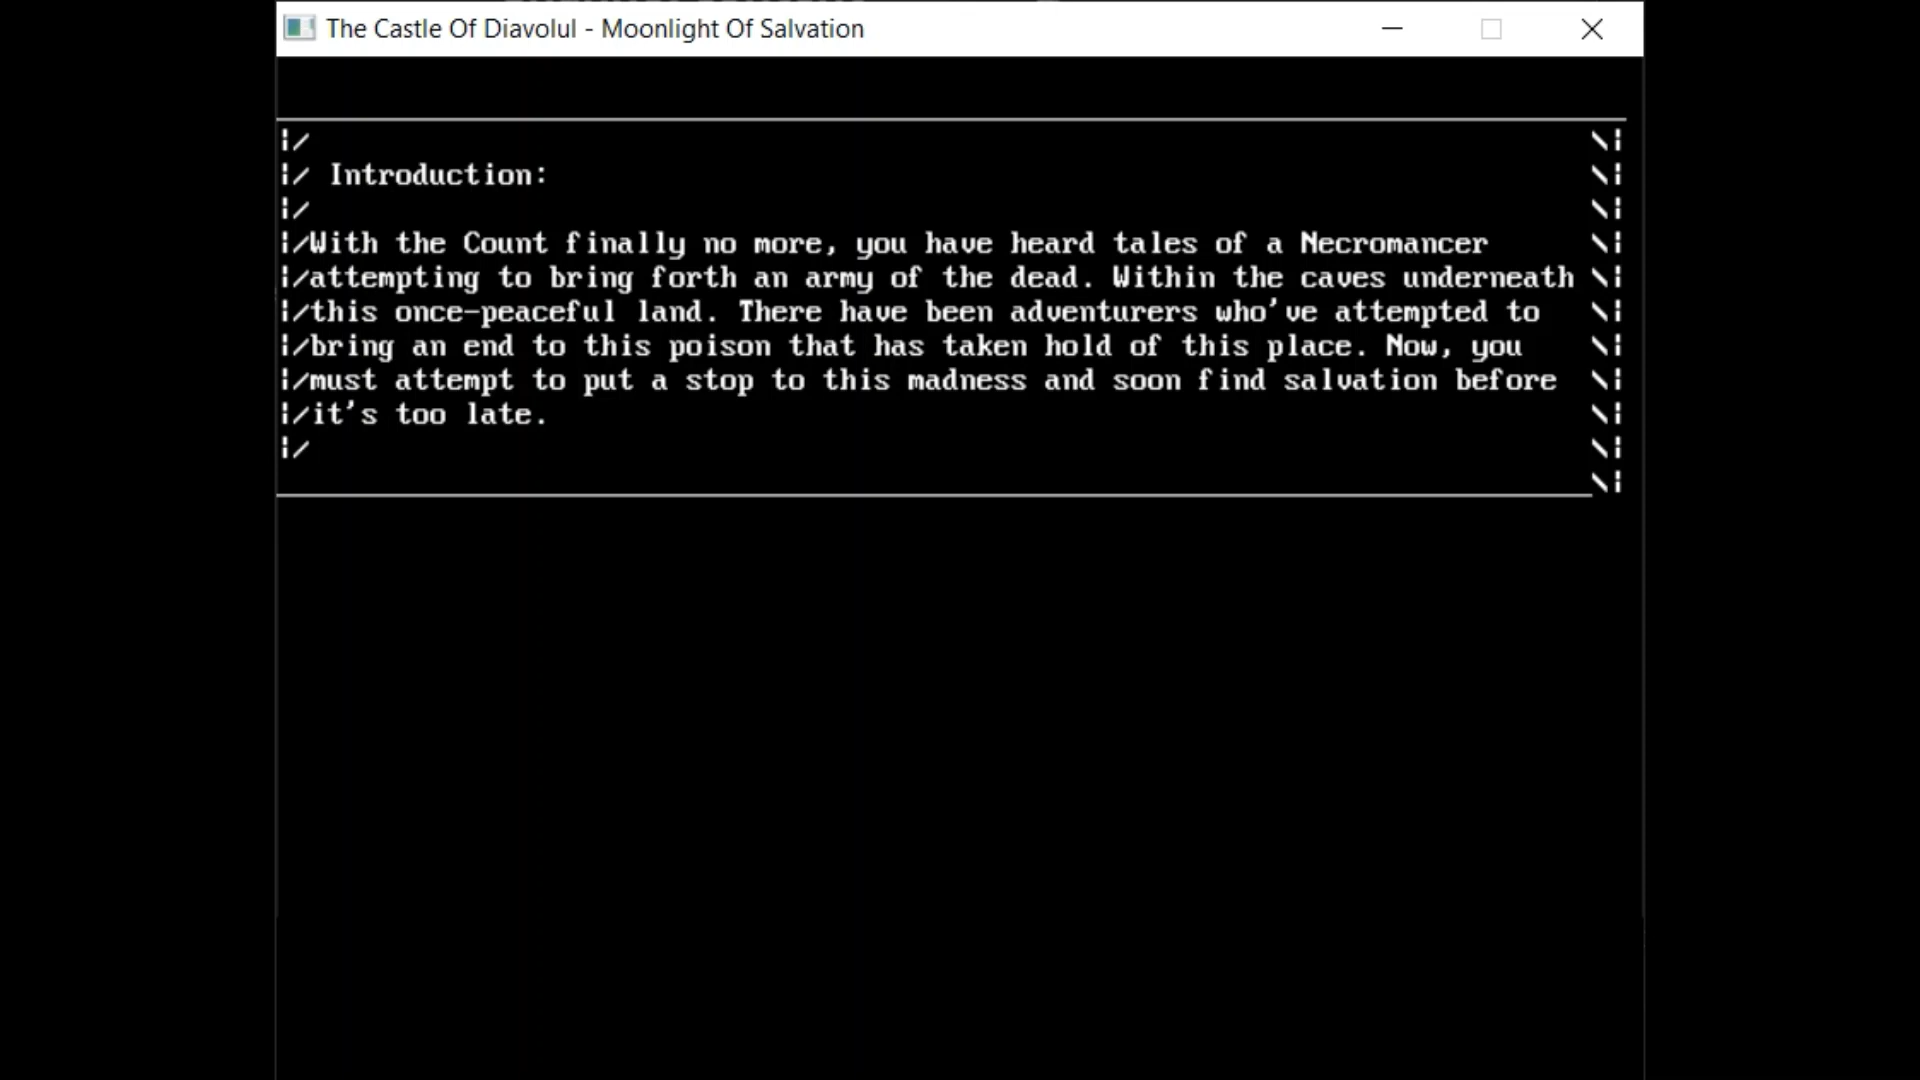 The Castle Of Diavolul - Moonlight Of Salvation
|/ \|
|/ Introduction: \|
|/ \|
|/With the Count finally no more, you have heard tales of a Necromancer \|
|/attempting to bring forth an army of the dead. Within the caves underneath \|
|/this once-peaceful land. There have been adventurers who've attempted to \|
|/bring an end to this poison that has taken hold of this place. Now, you \|
|/must attempt to put a stop to this madness and soon find salvation before \|
|/it's too late. \|
|/ \|
\|